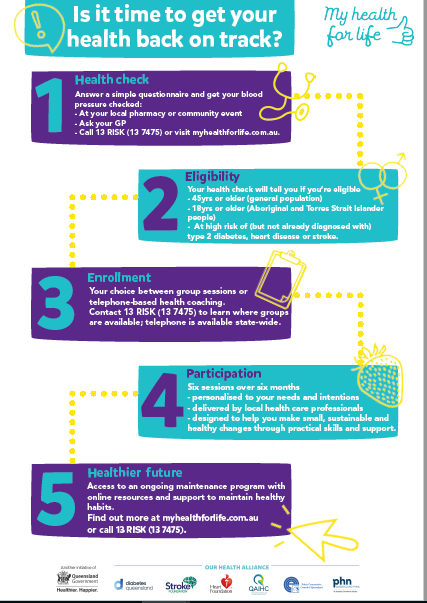 Is it time to get your
health back on track?
My health
for life
1
Health check
Answer a simple questionnaire and get your blood
pressure checked:
- At your local pharmacy or community event
- Ask your GP
- Call 13 RISK (13 7475) or visit myhealthforlife.com.au.
2
Eligibility
Your health check will tell you if you're eligible
- 45yrs or older (general population)
- 18yrs or older (Aboriginal and Torres Strait Islander
people)
- At high risk of (but not already diagnosed with)
type 2 diabetes, heart disease or stroke.
3
Enrollment
Your choice between group sessions or
telephone-based health coaching.
Contact 13 RISK (13 7475) to learn where groups
are available; telephone is available state-wide.
4
Participation
Six sessions over six months
- personalised to your needs and intentions
- delivered by local health care professionals
- designed to help you make small, sustainable and
healthy changes through practical skills and support.
5
Healthier future
Access to an ongoing maintenance program with
online resources and support to maintain healthy
habits.
Find out more at myhealthforlife.com.au
or call 13 RISK (13 7475).
OUR HEALTH ALLIANCE
Queensland
Government
Healthier. Happier.
diabetes
queensland
Stroke
Heart
Foundation
QAIHC
phn